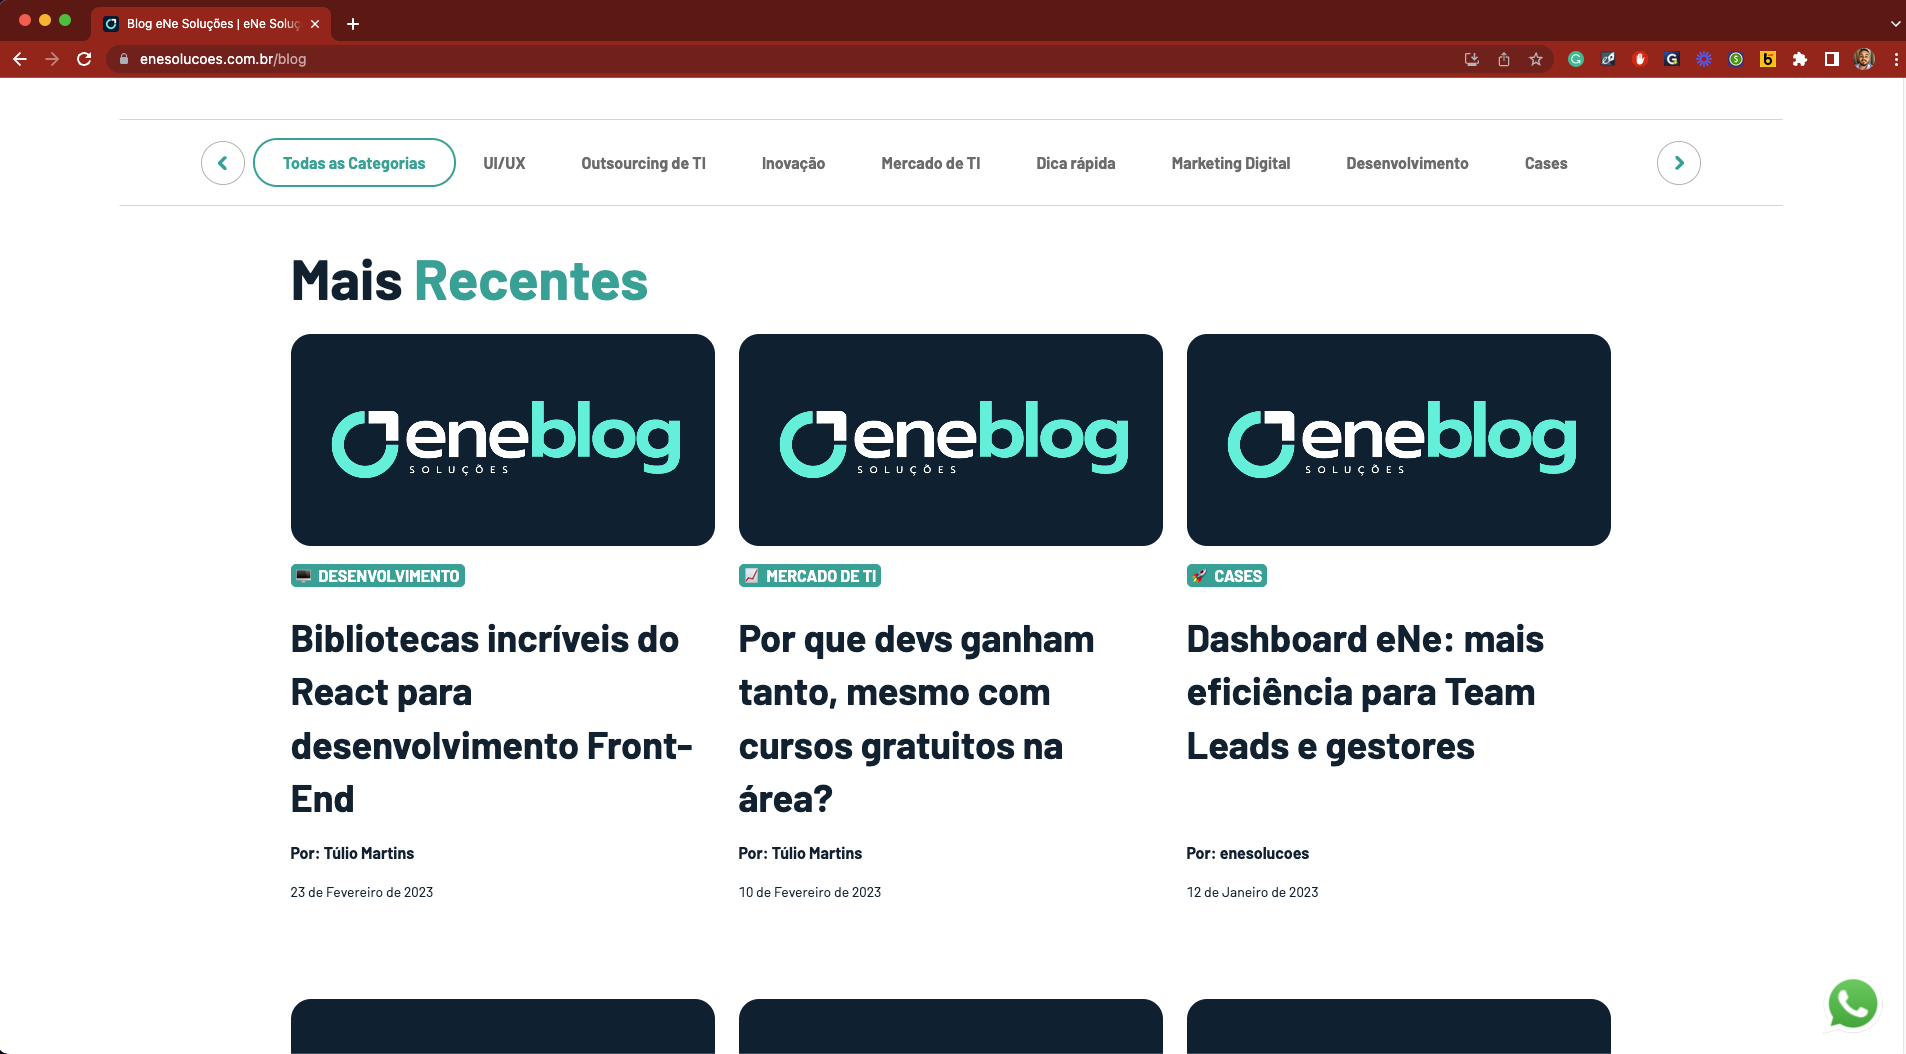 Blog eNe Soluções | eNe Soluç
enesolucoes.com.br/blog
Todas as Categorias
UI/UX
Outsourcing de TI
Inovação
Mercado de TI
Dica rápida
Marketing Digital
Desenvolvimento
Cases
Mais Recentes
eneblog
SOLUÇÕES
eneblog
SOLUÇÕES
eneblog
SOLUÇÕES
DESENVOLVIMENTO
Bibliotecas incríveis do
React para
desenvolvimento Front-
End
Por: Túlio Martins
23 de Fevereiro de 2023
MERCADO DE TI
Por que devs ganham
tanto, mesmo com
cursos gratuitos na
área?
Por: Túlio Martins
10 de Fevereiro de 2023
CASES
Dashboard eNe: mais
eficiência para Team
Leads e gestores
Por: enesolucoes
12 de Janeiro de 2023